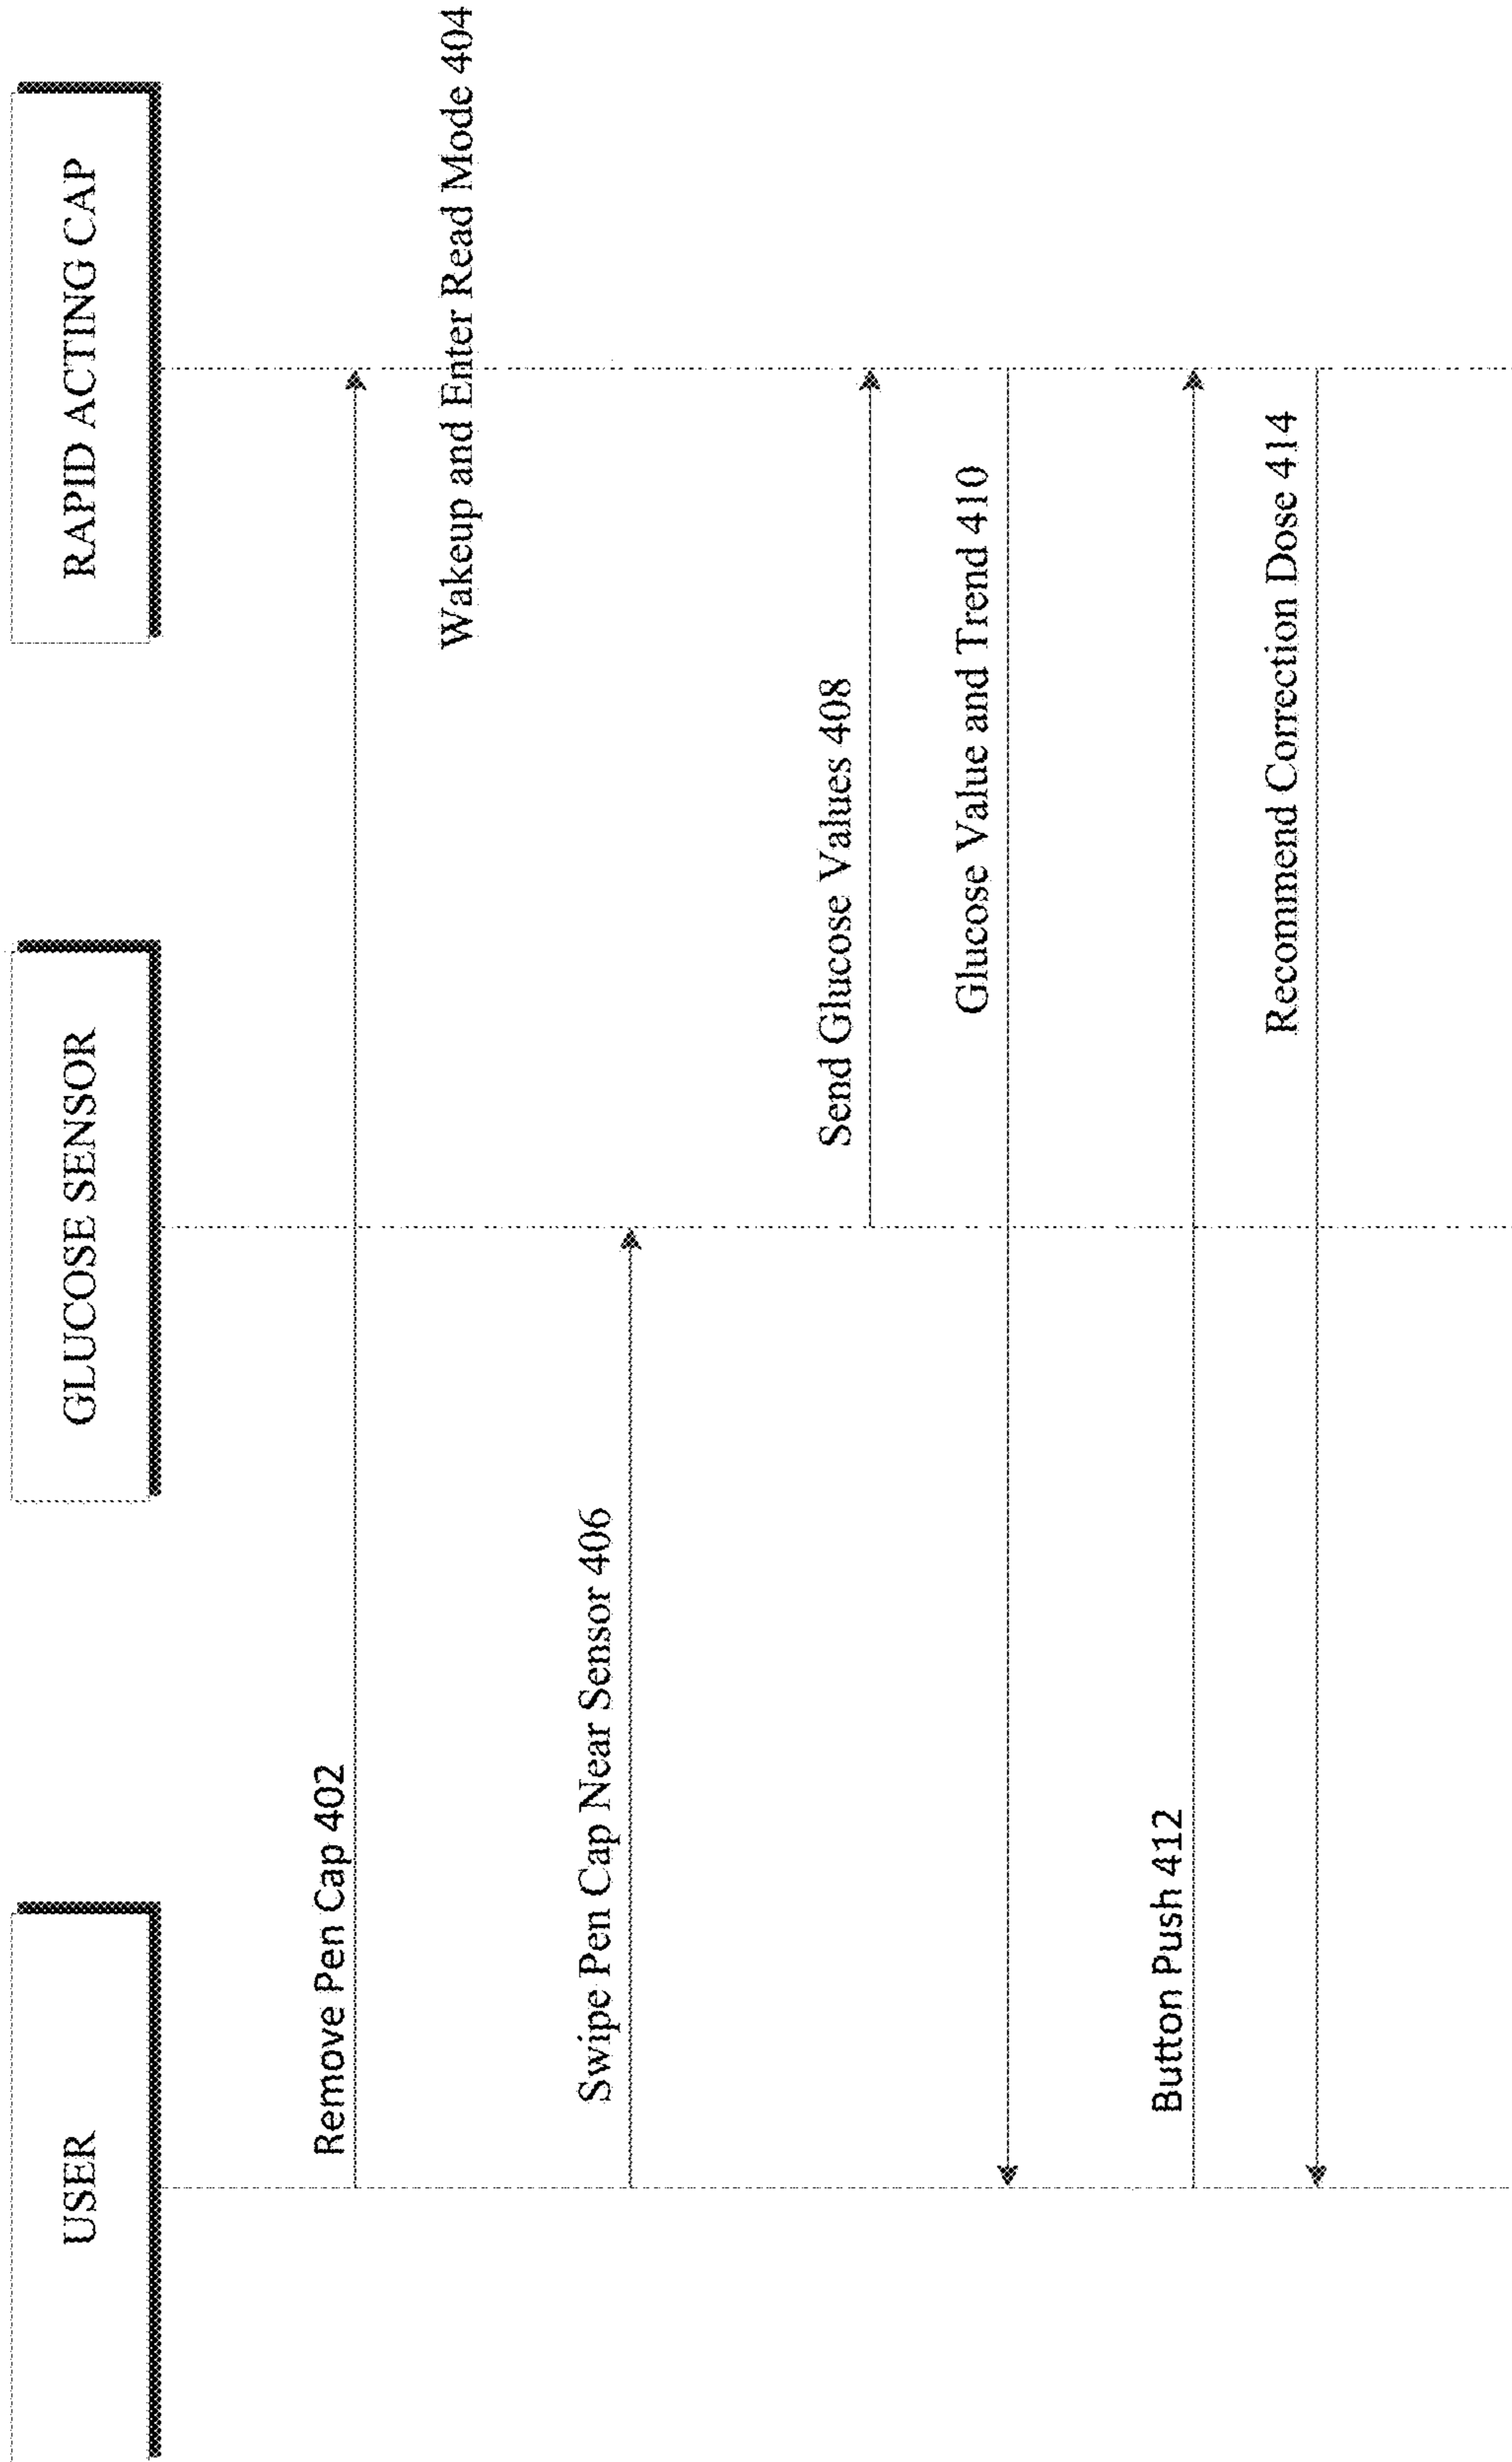 USER
GLUCOSE SENSOR
RAPID ACTING CAP
Remove Pen Cap 402
Wakeup and Enter Read Mode 404
Swipe Pen Cap Near Sensor 406
Send Glucose Values 408
Glucose Value and Trend 410
Button Push 412
Recommend Correction Dose 414